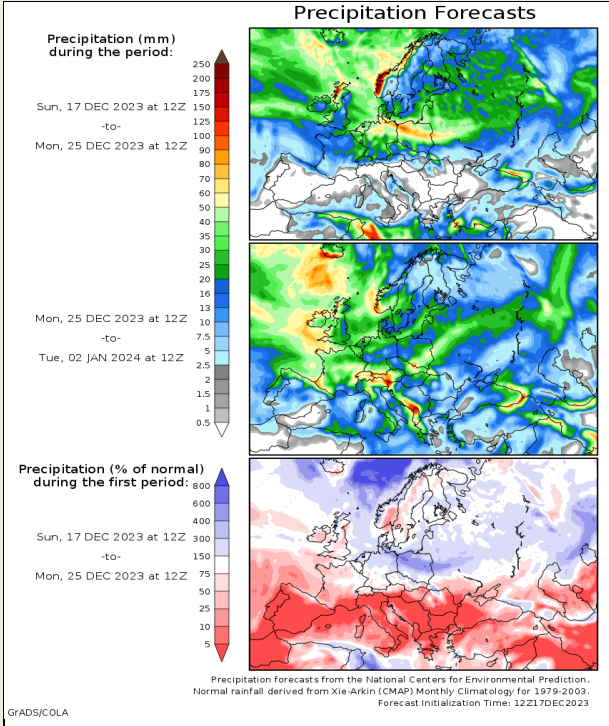 Precipitation Forecasts
Precipitation (mm)
during the period:
Sun, 17 DEC 2023 at 12Z
-to-
Mon, 25 DEC 2023 at 12Z
250
200
175
150
125
100
90
80
70
60
50
40
35
30
25
20
16
13
10
7.5
5
2.5
2
1.5
1
0.5
Mon, 25 DEC 2023 at 12Z
-to-
Tue, 02 JAN 2024 at 12Z
Precipitation (% of normal)
during the first period:
Sun, 17 DEC 2023 at 12Z
-to-
Mon, 25 DEC 2023 at 12Z
800
600
400
300
150
75
50
25
10
5
Precipitation forecasts from the National Centers for Environmental Prediction.
Normal rainfall derived from Xie-Arkin (CMAP) Monthly Climatology for 1979-2003.
Forecast Initialization Time: 12Z17DEC2023
GrADS/COLA